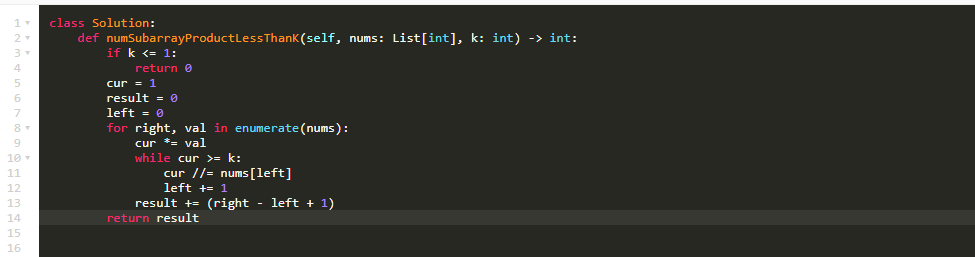 1 class Solution:
2     def numSubarrayProductLessThanK(self, nums: List[int], k: int) -> int:
3         if k <= 1:
4             return 0
5         cur = 1
6         result = 0
7         left = 0
8         for right, val in enumerate(nums):
9             cur *= val
10             while cur >= k:
11                 cur //= nums[left]
12                 left += 1
13             result += (right - left + 1)
14         return result
15
16